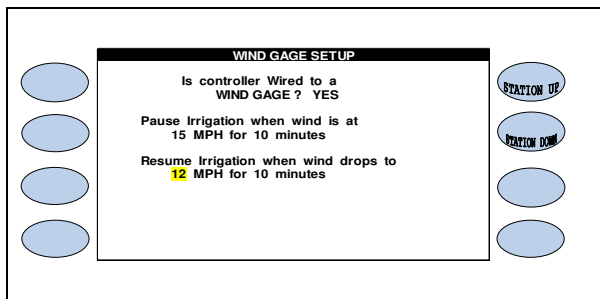 WIND GAGE SETUP
Is controller Wired to a
WIND GAGE ? YES
Pause Irrigation when wind is at
15 MPH for 10 minutes
Resume Irrigation when wind drops to
12 MPH for 10 minutes
STATION UP
STATION DOWN